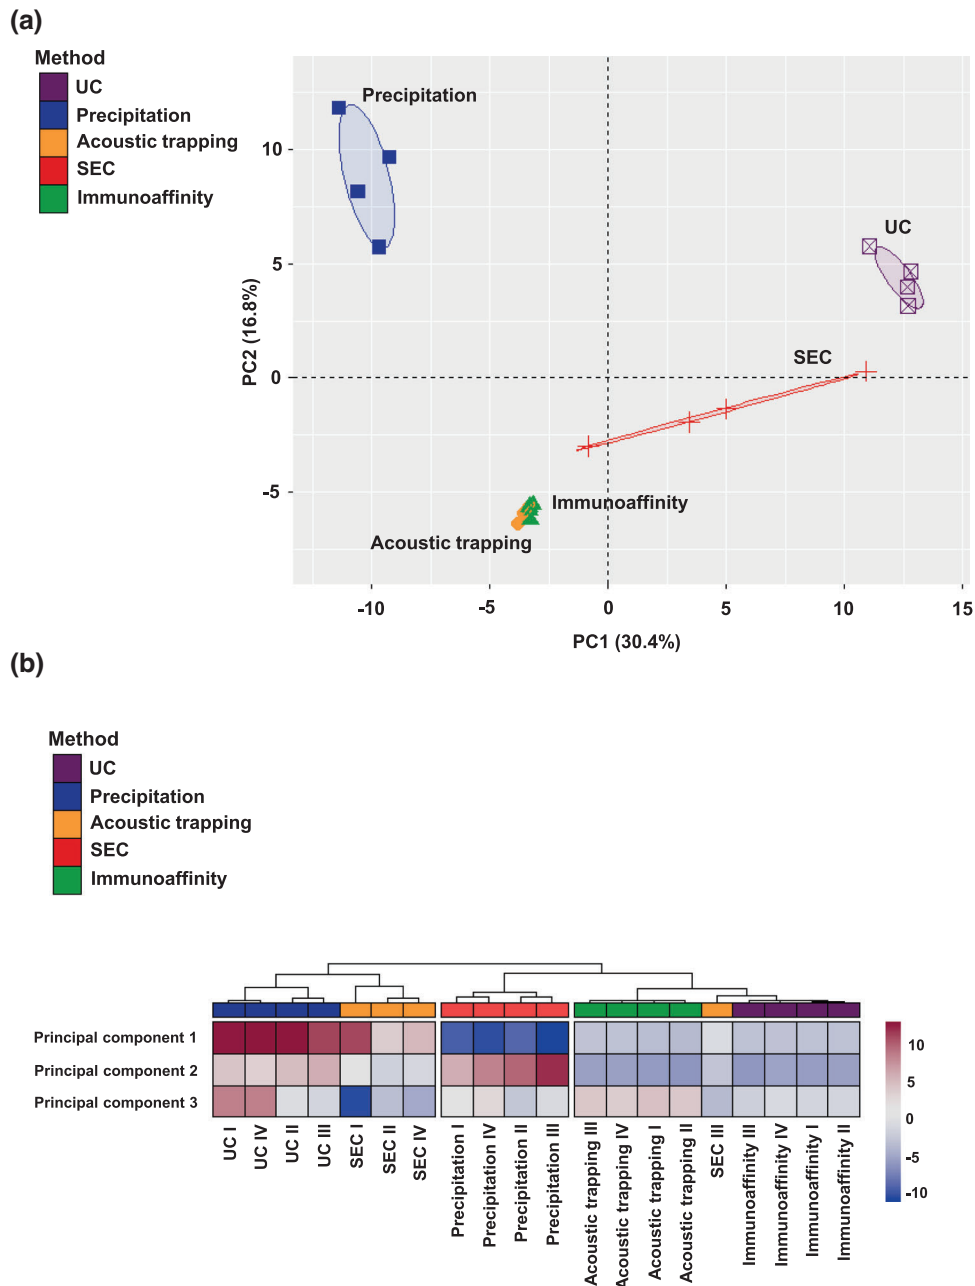 (a)
Method
UC
Precipitation
Acoustic trapping
SEC
Immunoaffinity
Precipitation
UC
SEC
Immunoaffinity
Acoustic trapping
10
5
0
-5
PC2 (16.8%)
-10
-5
0
5
10
15
PC1 (30.4%)
(b)
Method
UC
Precipitation
Acoustic trapping
SEC
Immunoaffinity
Principal component 1
Principal component 2
Principal component 3
UC I
UC IV
UC II
UC III
SEC I
SEC II
SEC IV
Precipitation I
Precipitation IV
Precipitation II
Precipitation III
Acoustic trapping III
Acoustic trapping IV
Acoustic trapping I
Acoustic trapping II
SEC III
Immunoaffinity III
Immunoaffinity IV
Immunoaffinity I
Immunoaffinity II
10
5
0
-5
-10